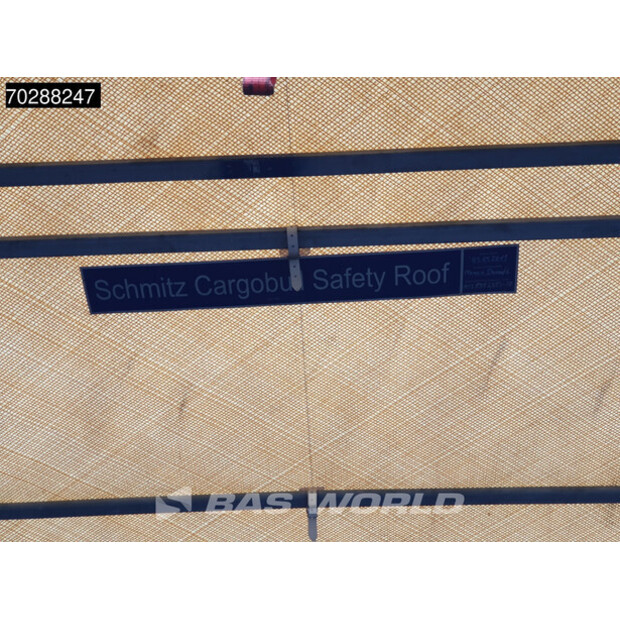 70288247
Schmitz Cargobull Safety Roof
BAS WORLD